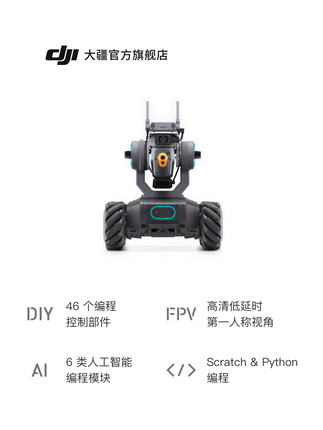 dji 大疆官方旗舰店
DIY
46 个编程
控制部件
FPV
高清低延时
第一人称视角
AI
6 类人工智能
编程模块
</>
Scratch & Python
编程